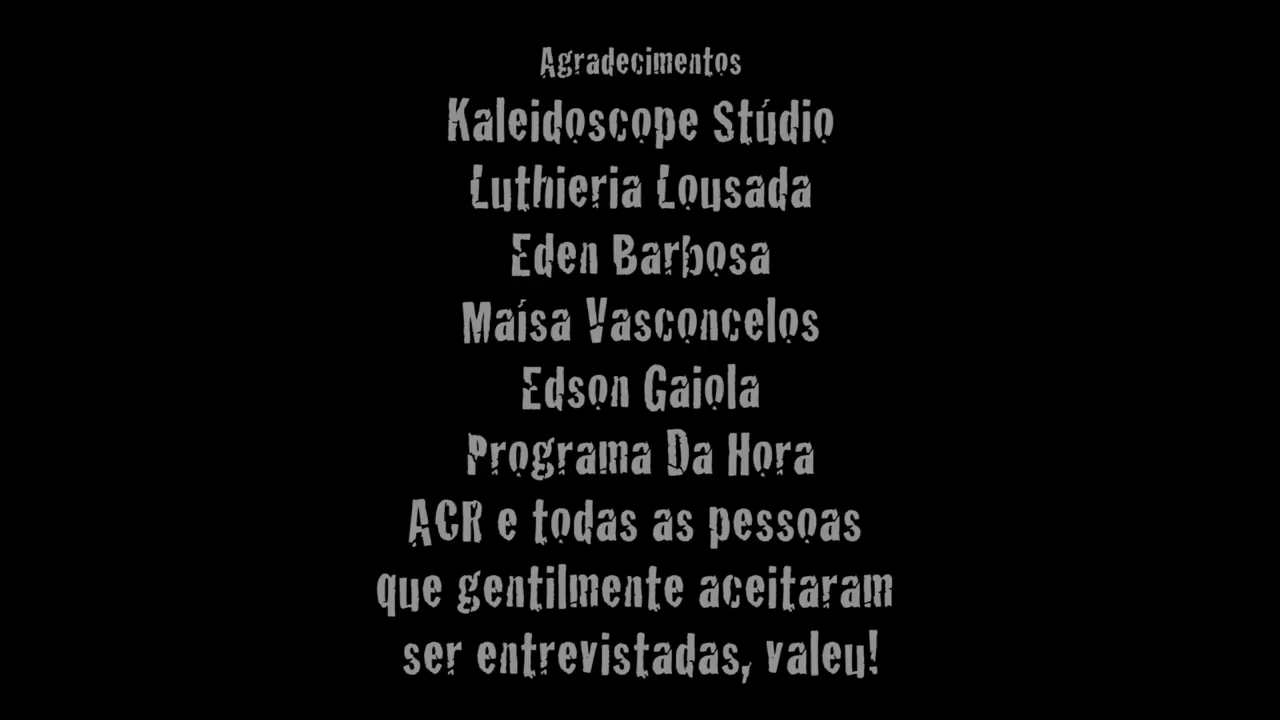 Agradecimentos
Kaleidoscope Stúdio
Luthieria Lousada
Eden Barbosa
Maísa Vasconcelos
Edson Gaiola
Programa Da Hora
ACR e todas as pessoas
que gentilmente aceitaram
ser entrevistadas, valeu!